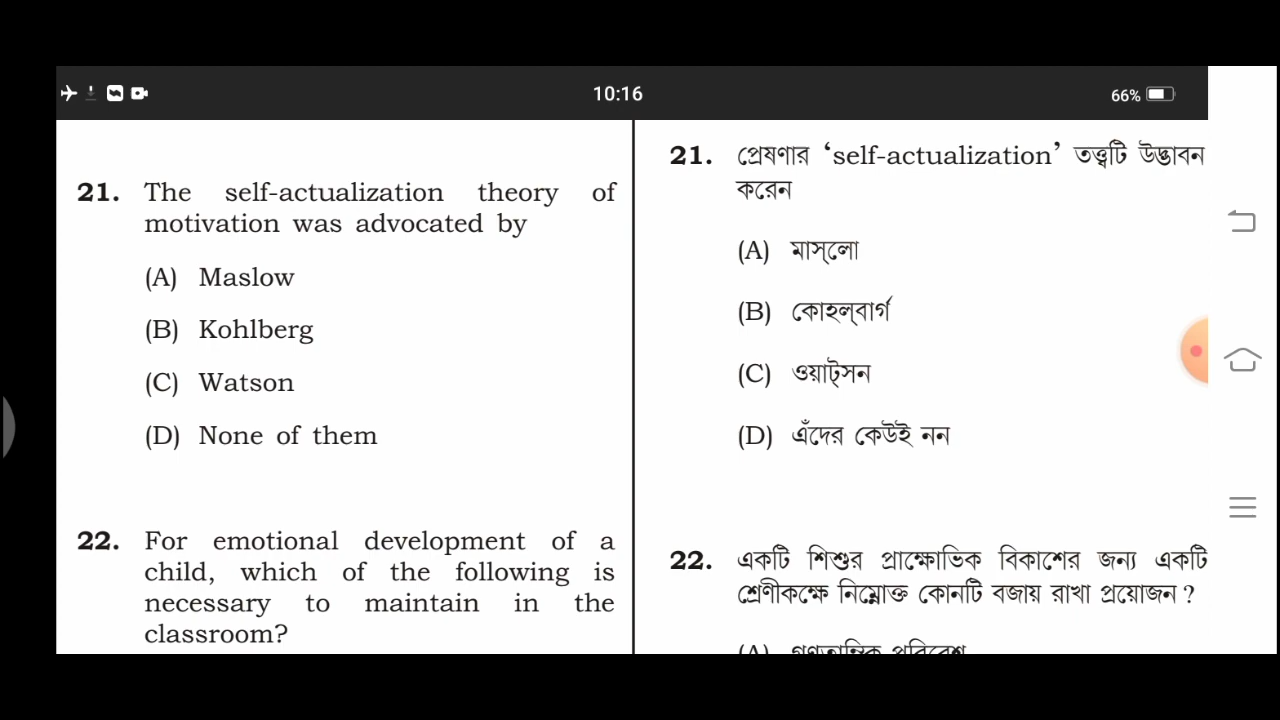 10:16
66%
21. The self-actualization theory of
motivation was advocated by
(A) Maslow
(B) Kohlberg
(C) Watson
(D) None of them
22. For emotional development of a
child, which of the following is
necessary to maintain in the
classroom?
21. প্রেষণার ‘self-actualization’ তত্ত্বটি উদ্ভাবন
করেন
(A) মাস্‌লো
(B) কোহল্‌বার্গ
(C) ওয়াট্‌সন
(D) এঁদের কেউই নন
22. একটি শিশুর প্রাক্ষোভিক বিকাশের জন্য একটি
শ্রেণীকক্ষে নিম্নোক্ত কোনটি বজায় রাখা প্রয়োজন ?
(A) গণতান্ত্রিক পরিবেশ